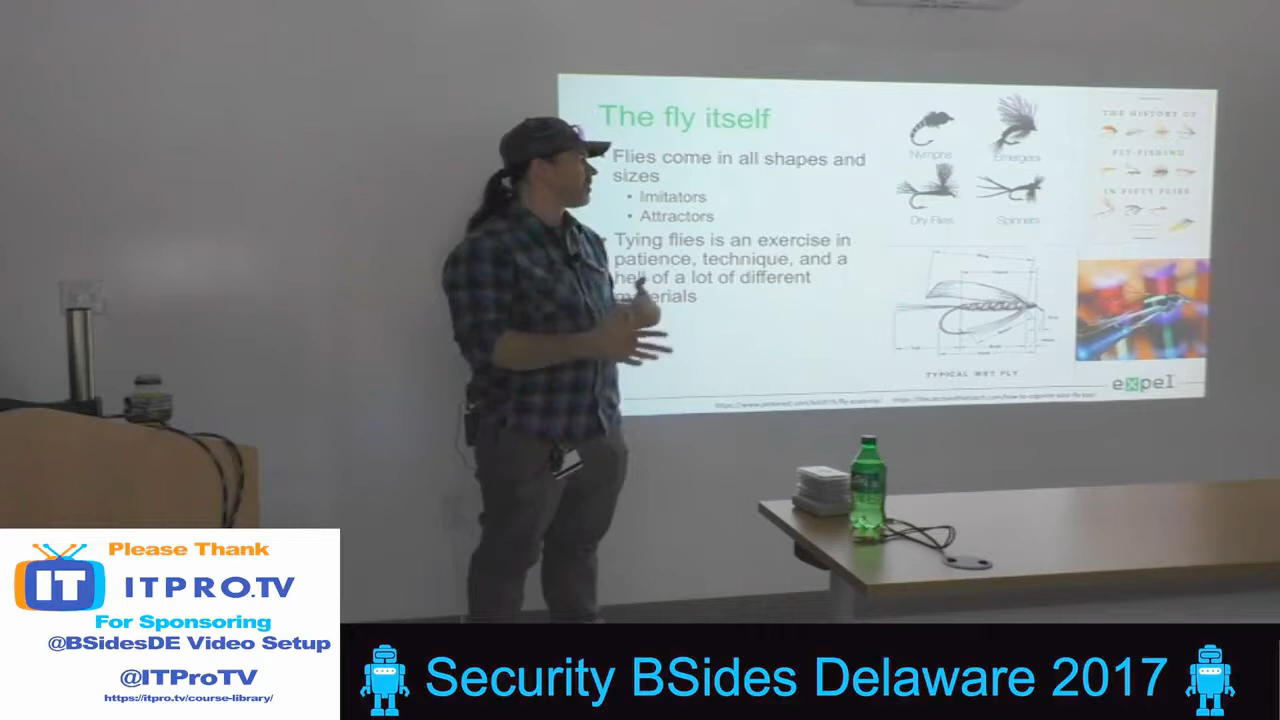 The fly itself
Flies come in all shapes and
sizes
• Imitators
• Attractors
Tying flies is an exercise in
patience, technique, and a
hell of a lot of different
materials
Nymphs
Emergers
Dry Flies
Spinners
TYPICAL WET FLY
THE HISTORY OF
FLY-FISHING
IN FIFTY FLIES
expel
Please Thank
IT
ITPRO.TV
For Sponsoring
@BSidesDE Video Setup
@ITProTV
https://itpro.tv/course-library/
Security BSides Delaware 2017